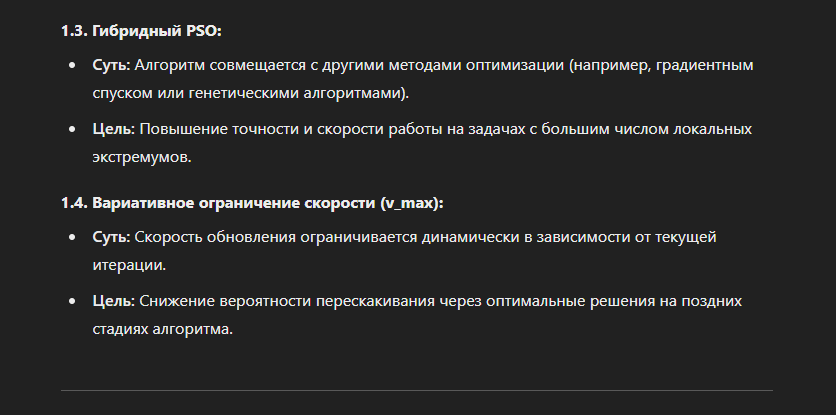 1.3. Гибридный PSO:
• Суть: Алгоритм совмещается с другими методами оптимизации (например, градиентным
спуском или генетическими алгоритмами).
• Цель: Повышение точности и скорости работы на задачах с большим числом локальных
экстремумов.
1.4. Вариативное ограничение скорости (v_max):
• Суть: Скорость обновления ограничивается динамически в зависимости от текущей
итерации.
• Цель: Снижение вероятности перескакивания через оптимальные решения на поздних
стадиях алгоритма.